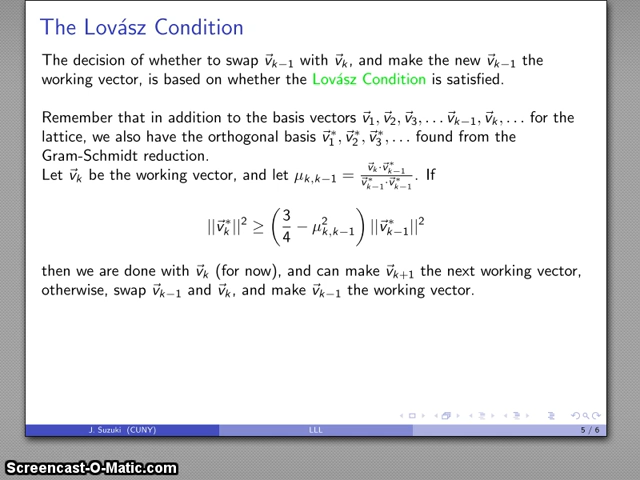 The Lovász Condition
The decision of whether to swap v⃗ₖ₋₁ with v⃗ₖ, and make the new v⃗ₖ₋₁ the
working vector, is based on whether the Lovász Condition is satisfied.
Remember that in addition to the basis vectors v⃗₁, v⃗₂, v⃗₃, … v⃗ₖ₋₁, v⃗ₖ, … for the
lattice, we also have the orthogonal basis v⃗₁*, v⃗₂*, v⃗₃*, … found from the
Gram-Schmidt reduction.
Let v⃗ₖ be the working vector, and let μₖ,ₖ₋₁ = (v⃗ₖ·v⃗*ₖ₋₁)/(v⃗*ₖ₋₁·v⃗*ₖ₋₁). If
||v⃗ₖ*||² ≥ (3/4 − μ²ₖ,ₖ₋₁) ||v⃗*ₖ₋₁||²
then we are done with v⃗ₖ (for now), and can make v⃗ₖ₊₁ the next working vector,
otherwise, swap v⃗ₖ₋₁ and v⃗ₖ, and make v⃗ₖ₋₁ the working vector.
J. Suzuki (CUNY) LLL 5 / 6
Screencast-O-Matic.com